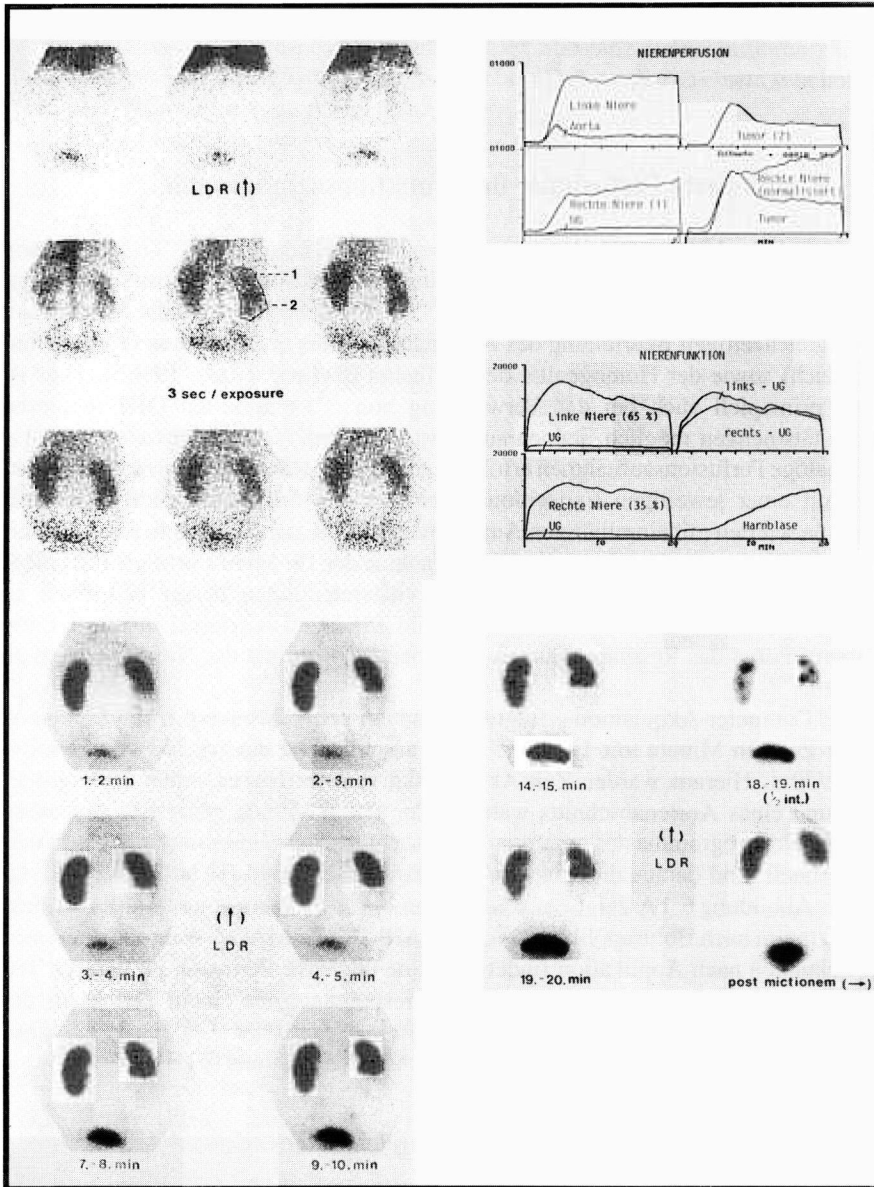 LDR (↑)
1
2
3 sec / exposure
1.-2. min
2.-3. min
3.-4. min
(↑)
LDR
4.-5. min
7.-8. min
9.-10. min
NIERENPERFUSION
01000
Linke Niere
Aorta
Tumor (2)
01000
Rechte Niere (1)
UG
Rechte Niere
(normalisiert)
Tumor
MIN
NIERENFUNKTION
20000
Linke Niere (65 %)
UG
links - UG
rechts - UG
20000
Rechte Niere (35 %)
UG
Harnblase
10
20
10
MIN
20
14.-15. min
18.-19. min
(½ int.)
(↑)
LDR
19.-20. min
post mictionem (→)